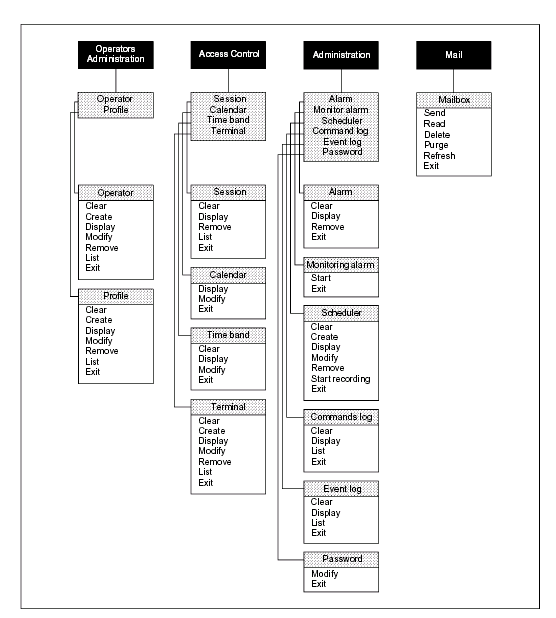 Operators
Administration
Operator
Profile
Operator
Clear
Create
Display
Modify
Remove
List
Exit
Profile
Clear
Create
Display
Modify
Remove
List
Exit
Access Control
Session
Calendar
Time band
Terminal
Session
Clear
Display
Remove
List
Exit
Calendar
Display
Modify
Exit
Time band
Clear
Display
Modify
Exit
Terminal
Clear
Create
Display
Modify
Remove
List
Exit
Administration
Alarm
Monitor alarm
Scheduler
Command log
Event log
Password
Alarm
Clear
Display
Remove
Exit
Monitoring alarm
Start
Exit
Scheduler
Clear
Create
Display
Modify
Remove
Start recording
Exit
Commands log
Clear
Display
List
Exit
Event log
Clear
Display
List
Exit
Password
Modify
Exit
Mail
Mailbox
Send
Read
Delete
Purge
Refresh
Exit